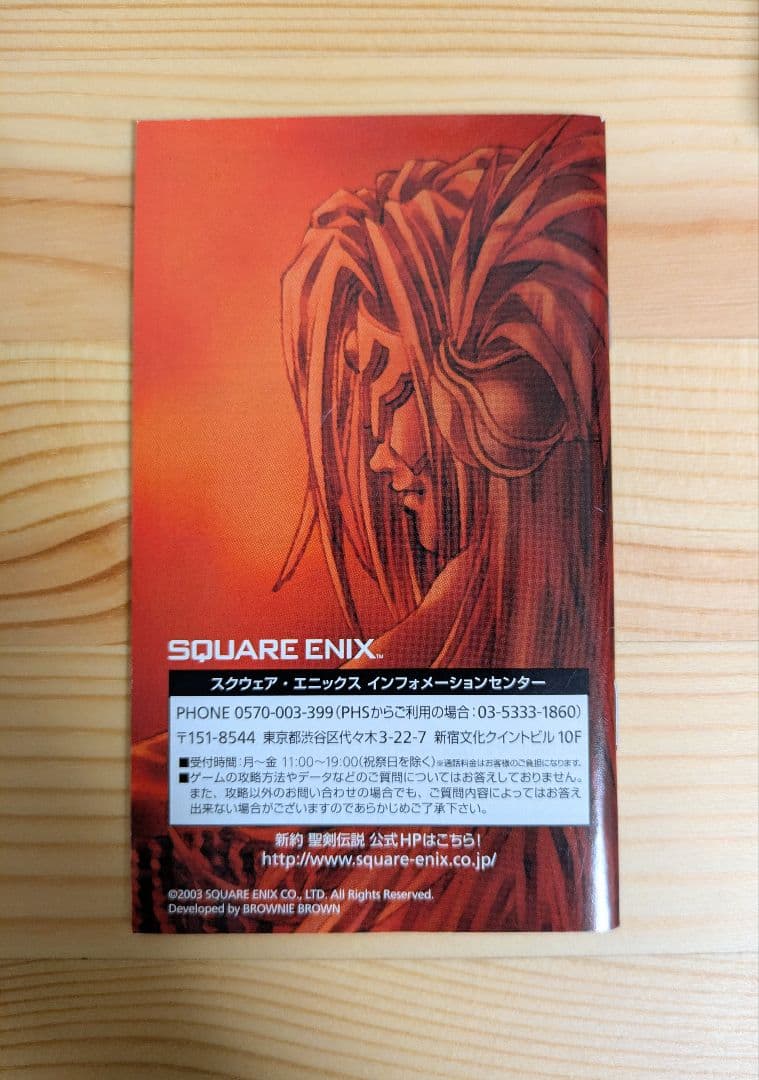 SQUARE ENIX™
スクウェア・エニックス インフォメーションセンター
PHONE 0570-003-399(PHSからご利用の場合:03-5333-1860)
〒151-8544 東京都渋谷区代々木3-22-7 新宿文化クイントビル 10F
■受付時間:月〜金 11:00〜19:00(祝祭日を除く)※通話料金はお客様のご負担になります。
■ゲームの攻略方法やデータなどのご質問についてはお答えしておりません。
また、攻略以外のお問い合わせの場合でも、ご質問内容によってはお答え
出来ない場合がございますのであらかじめご了承下さい。
新約 聖剣伝説 公式HPはこちら!
http://www.square-enix.co.jp/
©2003 SQUARE ENIX CO., LTD. All Rights Reserved.
Developed by BROWNIE BROWN